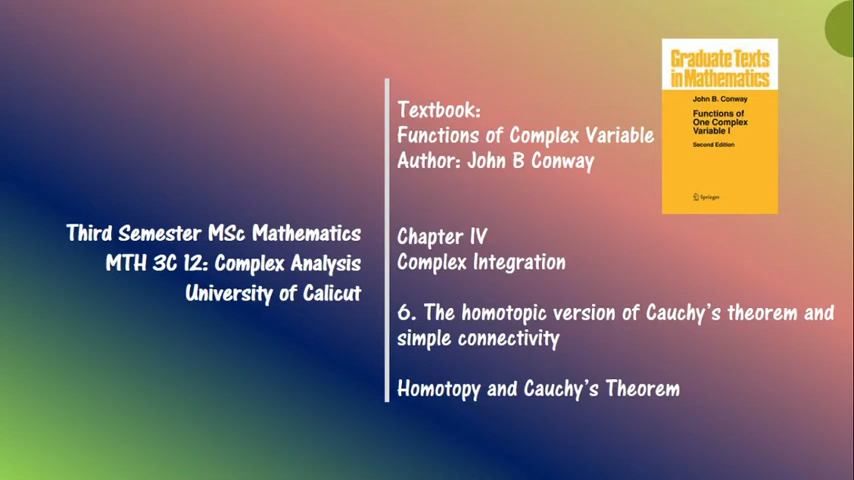 Third Semester MSc Mathematics
MTH 3C 12: Complex Analysis
University of Calicut
Textbook:
Functions of Complex Variable
Author: John B Conway
Chapter IV
Complex Integration
6. The homotopic version of Cauchy's theorem and
simple connectivity
Homotopy and Cauchy's Theorem
Graduate Texts
in Mathematics
John B. Conway
Functions of
One Complex
Variable I
Second Edition
Springer